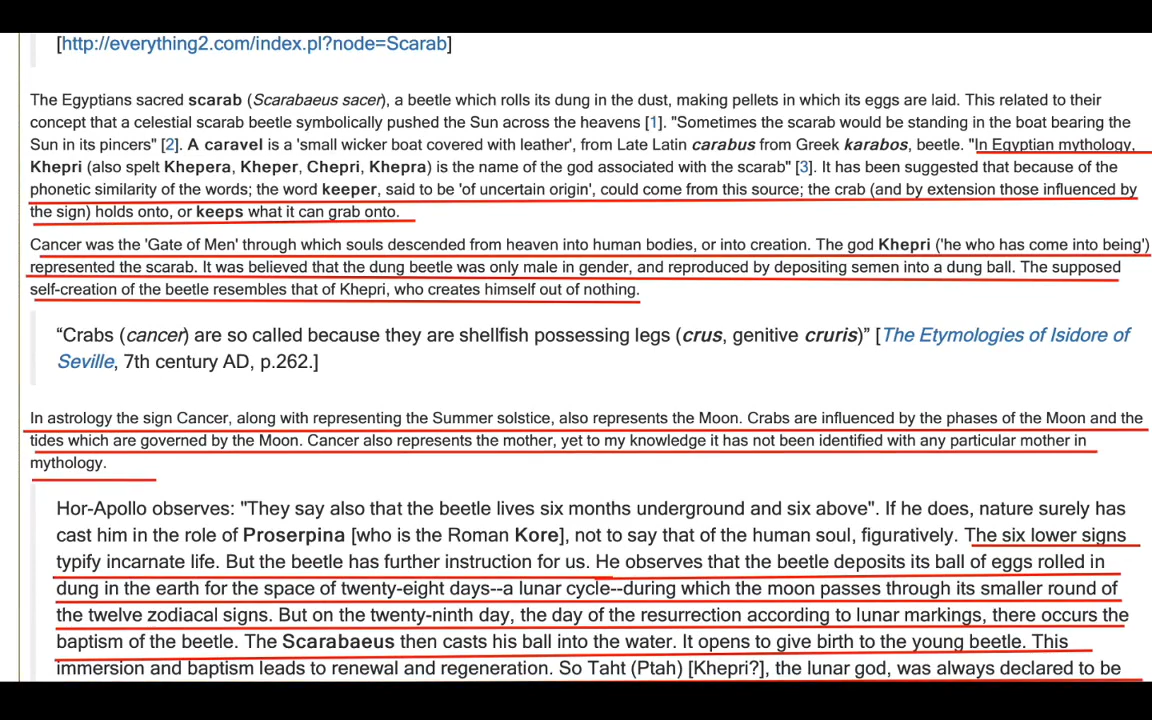 [http://everything2.com/index.pl?node=Scarab]
The Egyptians sacred scarab (Scarabaeus sacer), a beetle which rolls its dung in the dust, making pellets in which its eggs are laid. This related to their
concept that a celestial scarab beetle symbolically pushed the Sun across the heavens [1]. "Sometimes the scarab would be standing in the boat bearing the
Sun in its pincers" [2]. A caravel is a 'small wicker boat covered with leather', from Late Latin carabus from Greek karabos, beetle. "In Egyptian mythology,
Khepri (also spelt Khepera, Kheper, Chepri, Khepra) is the name of the god associated with the scarab" [3]. It has been suggested that because of the
phonetic similarity of the words; the word keeper, said to be 'of uncertain origin', could come from this source; the crab (and by extension those influenced by
the sign) holds onto, or keeps what it can grab onto.
Cancer was the 'Gate of Men' through which souls descended from heaven into human bodies, or into creation. The god Khepri ('he who has come into being')
represented the scarab. It was believed that the dung beetle was only male in gender, and reproduced by depositing semen into a dung ball. The supposed
self-creation of the beetle resembles that of Khepri, who creates himself out of nothing.
“Crabs (cancer) are so called because they are shellfish possessing legs (crus, genitive cruris)” [The Etymologies of Isidore of
Seville, 7th century AD, p.262.]
In astrology the sign Cancer, along with representing the Summer solstice, also represents the Moon. Crabs are influenced by the phases of the Moon and the
tides which are governed by the Moon. Cancer also represents the mother, yet to my knowledge it has not been identified with any particular mother in
mythology.
Hor-Apollo observes: "They say also that the beetle lives six months underground and six above". If he does, nature surely has
cast him in the role of Proserpina [who is the Roman Kore], not to say that of the human soul, figuratively. The six lower signs
typify incarnate life. But the beetle has further instruction for us. He observes that the beetle deposits its ball of eggs rolled in
dung in the earth for the space of twenty-eight days--a lunar cycle--during which the moon passes through its smaller round of
the twelve zodiacal signs. But on the twenty-ninth day, the day of the resurrection according to lunar markings, there occurs the
baptism of the beetle. The Scarabaeus then casts his ball into the water. It opens to give birth to the young beetle. This
immersion and baptism leads to renewal and regeneration. So Taht (Ptah) [Khepri?], the lunar god, was always declared to be